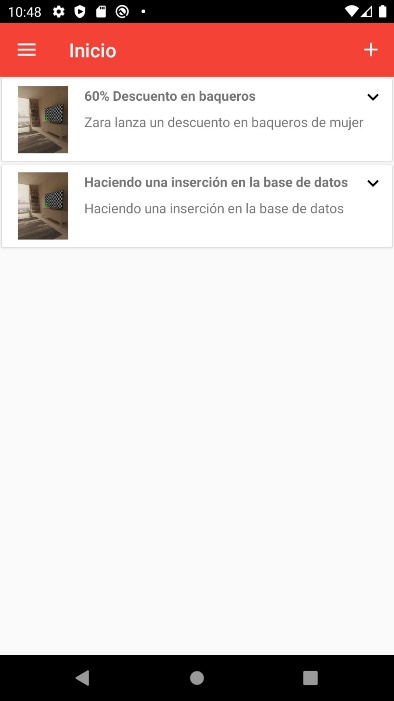 10:48
Inicio
60% Descuento en baqueros
Zara lanza un descuento en baqueros de mujer
Haciendo una inserción en la base de datos
Haciendo una inserción en la base de datos